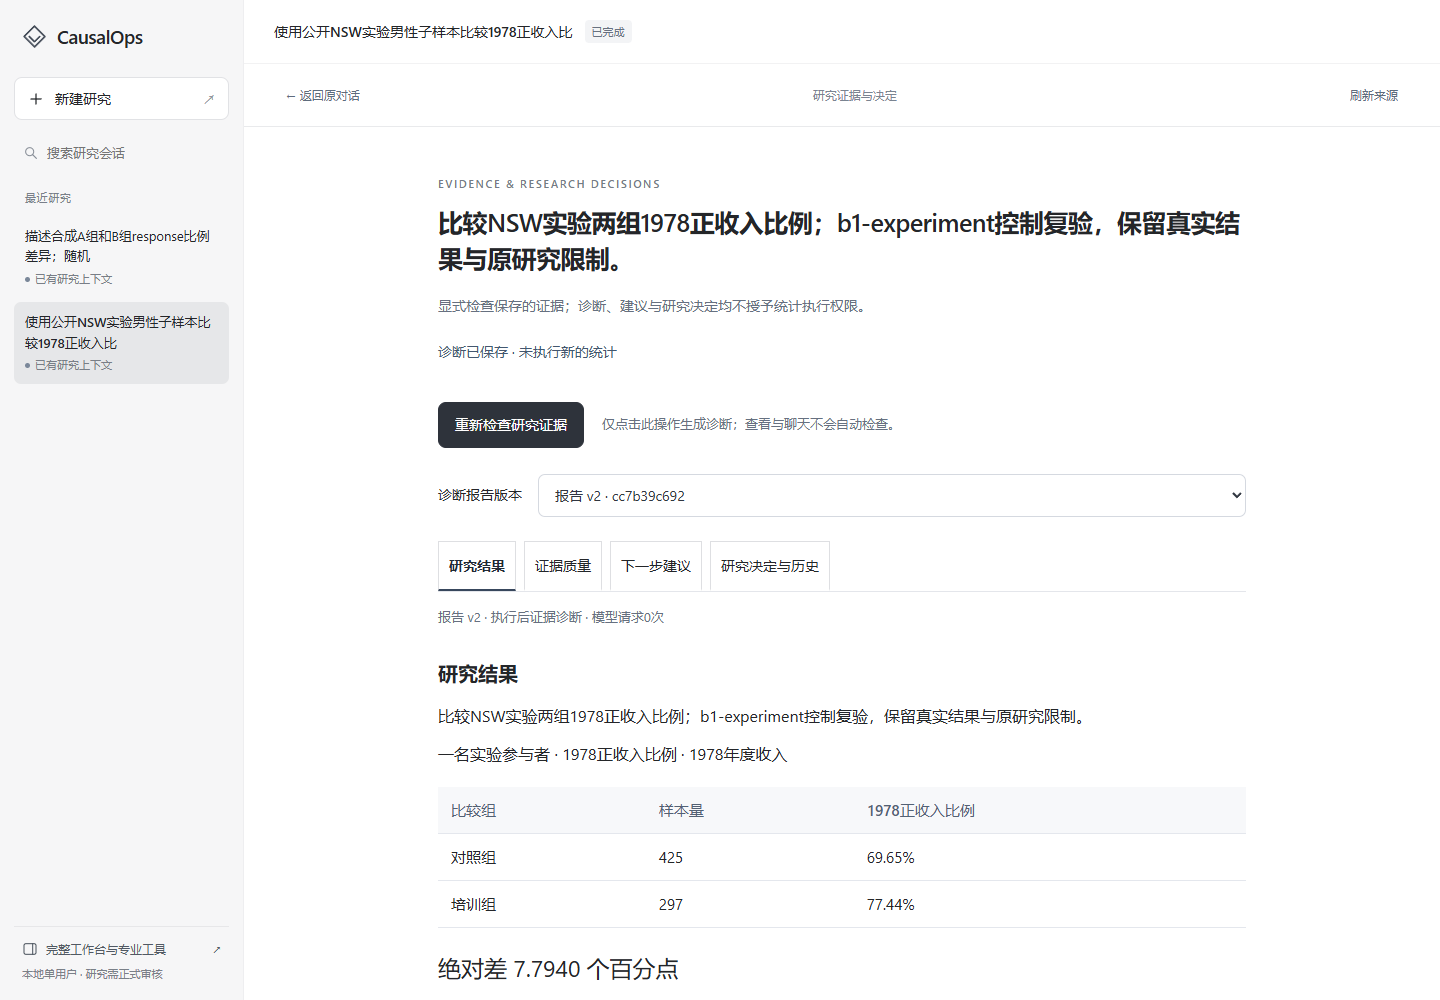 CausalOps
新建研究
搜索研究会话
最近研究
描述合成A组和B组response比例
差异；随机
已有研究上下文
使用公开NSW实验男性子样本比
较1978正收入比
已有研究上下文
完整工作台与专业工具
本地单用户 · 研究需正式审核
使用公开NSW实验男性子样本比较1978正收入比 已完成
← 返回原对话 研究证据与决定 刷新来源
EVIDENCE & RESEARCH DECISIONS
比较NSW实验两组1978正收入比例；b1-experiment控制复验，保留真实结
果与原研究限制。
显式检查保存的证据；诊断、建议与研究决定均不授予统计执行权限。
诊断已保存 · 未执行新的统计
重新检查研究证据 仅点击此操作生成诊断；查看与聊天不会自动检查。
诊断报告版本 报告 v2 · cc7b39c692
研究结果 证据质量 下一步建议 研究决定与历史
报告 v2 · 执行后证据诊断 · 模型请求0次
研究结果
比较NSW实验两组1978正收入比例；b1-experiment控制复验，保留真实结果与原研究限制。
一名实验参与者 · 1978正收入比例 · 1978年度收入
比较组 样本量 1978正收入比例
对照组 425 69.65%
培训组 297 77.44%
绝对差 7.7940 个百分点